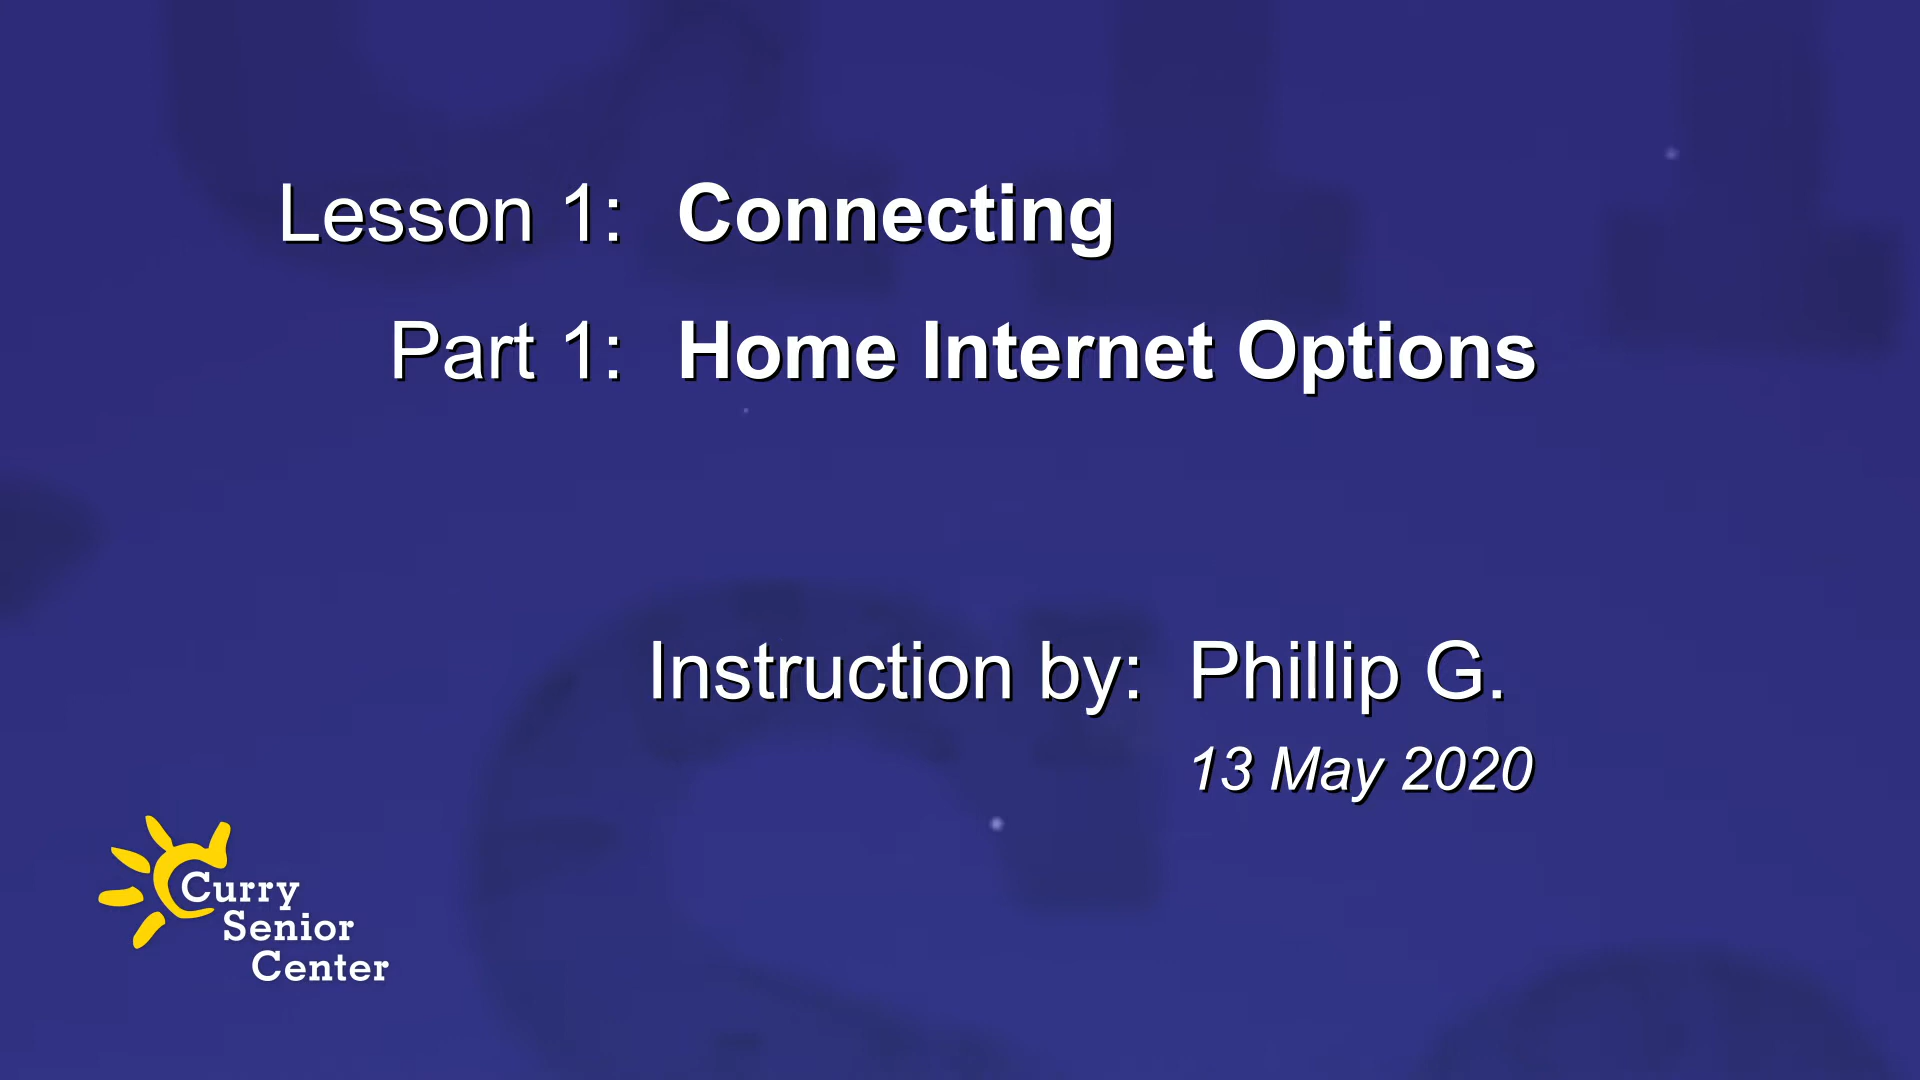 Lesson 1: Connecting
Part 1: Home Internet Options
Instruction by: Phillip G.
13 May 2020
Curry
Senior
Center